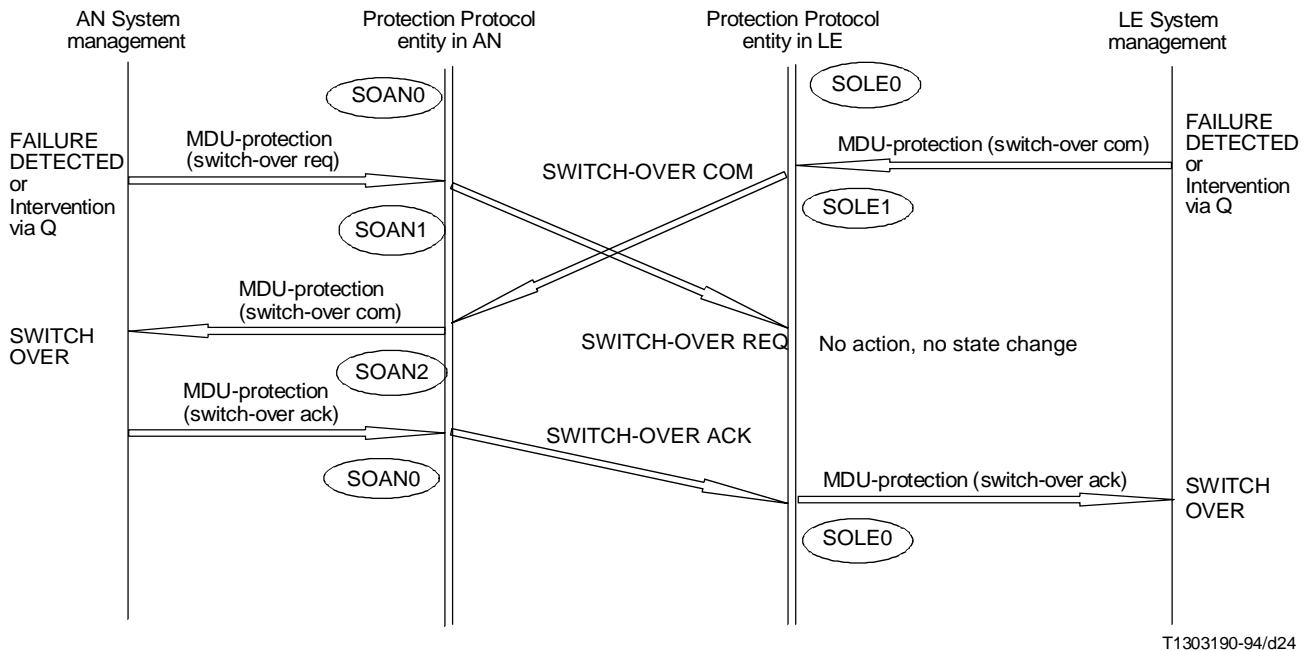 AN System
management
Protection Protocol
entity in AN
Protection Protocol
entity in LE
LE System
management
SOAN0
SOLE0
FAILURE
DETECTED
or
Intervention
via Q
MDU-protection
(switch-over req)
SWITCH-OVER COM
MDU-protection (switch-over com)
FAILURE
DETECTED
or
Intervention
via Q
SOAN1
SOLE1
MDU-protection
(switch-over com)
SWITCH
OVER
SWITCH-OVER REQ
No action, no state change
SOAN2
MDU-protection
(switch-over ack)
SWITCH-OVER ACK
SOAN0
MDU-protection (switch-over ack)
SWITCH
OVER
SOLE0
T1303190-94/d24